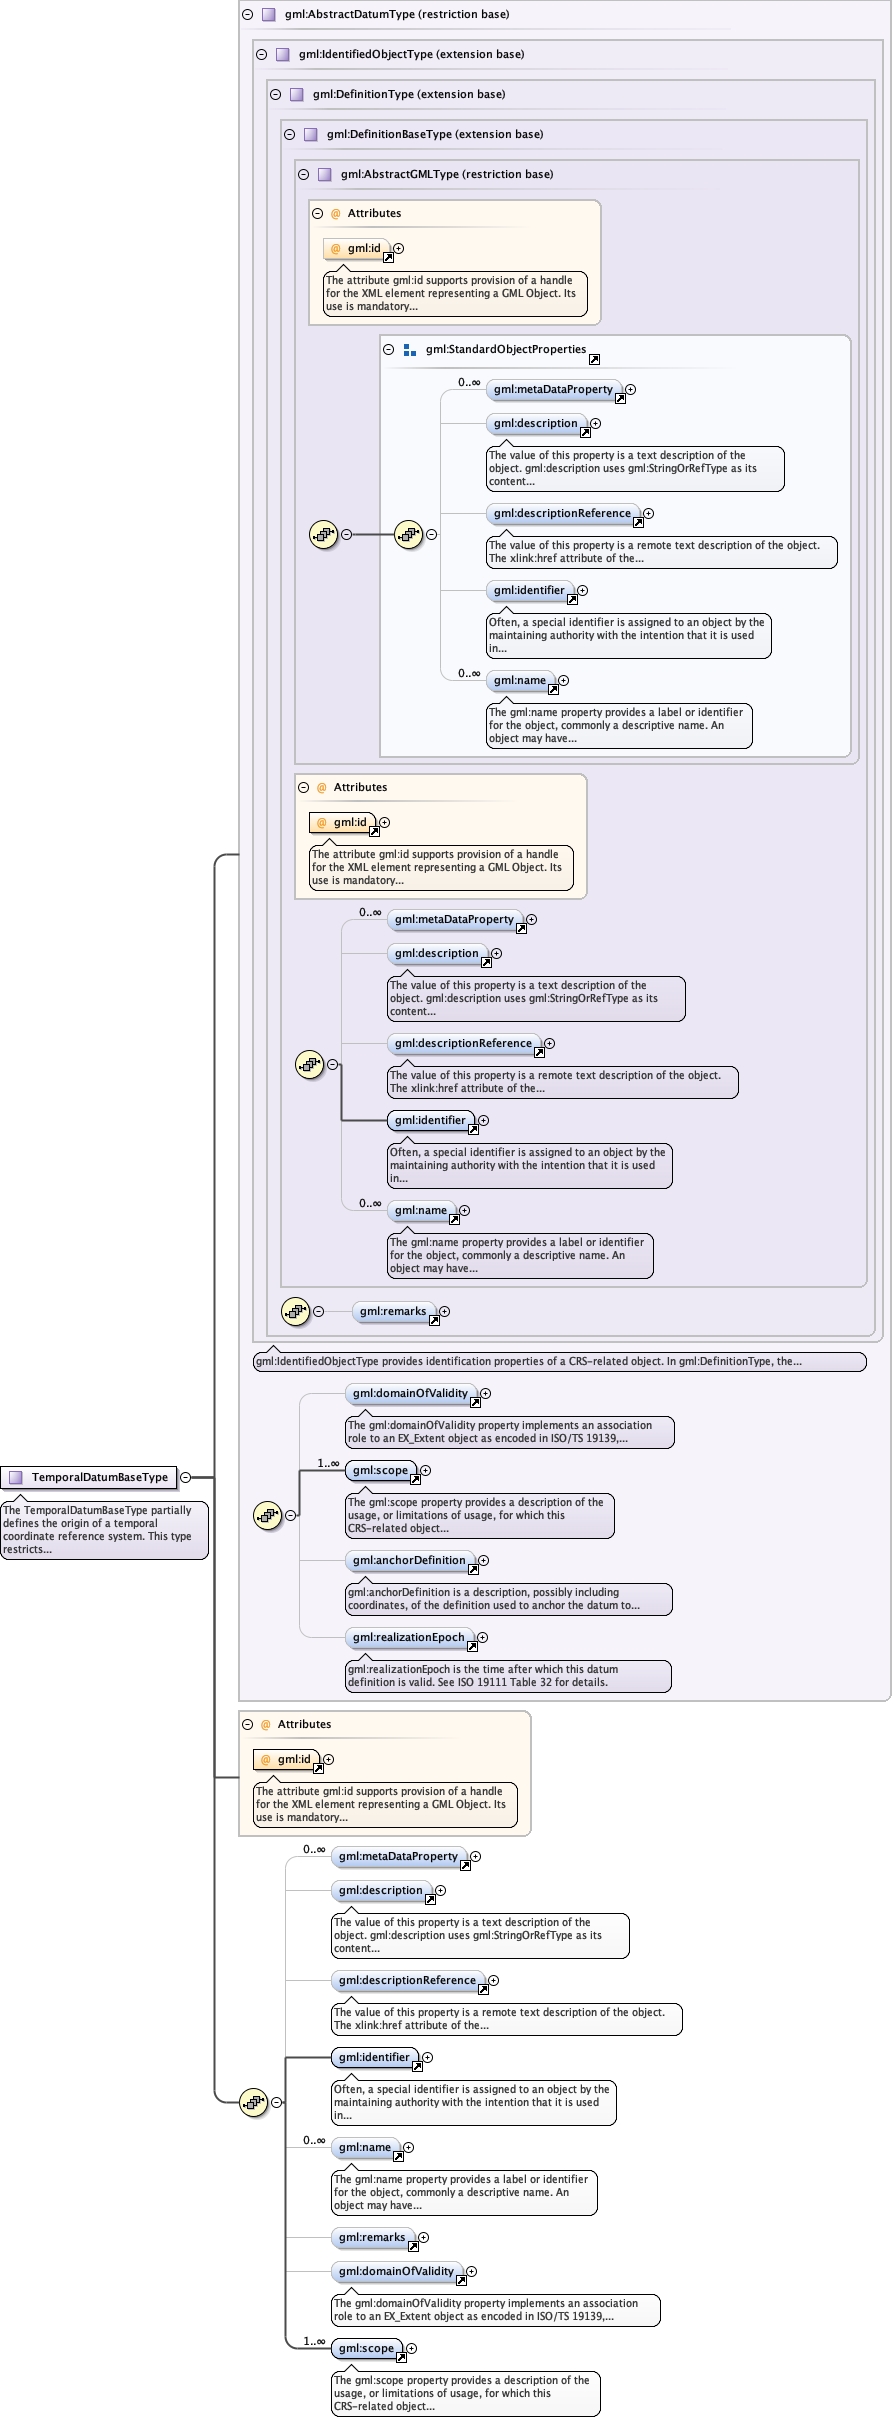 gml:AbstractDatumType (restriction base)
gml:IdentifiedObjectType (extension base)
gml:DefinitionType (extension base)
gml:DefinitionBaseType (extension base)
gml:AbstractGMLType (restriction base)
@ Attributes
@ gml:id
The attribute gml:id supports provision of a handle
for the XML element representing a GML Object. Its
use is mandatory...
gml:StandardObjectProperties
0..∞
gml:metaDataProperty
gml:description
The value of this property is a text description of the
object. gml:description uses gml:StringOrRefType as its
content...
gml:descriptionReference
The value of this property is a remote text description of the object.
The xlink:href attribute of the...
gml:identifier
Often, a special identifier is assigned to an object by the
maintaining authority with the intention that it is used
in...
0..∞
gml:name
The gml:name property provides a label or identifier
for the object, commonly a descriptive name. An
object may have...
@ Attributes
@ gml:id
The attribute gml:id supports provision of a handle
for the XML element representing a GML Object. Its
use is mandatory...
0..∞
gml:metaDataProperty
gml:description
The value of this property is a text description of the
object. gml:description uses gml:StringOrRefType as its
content...
gml:descriptionReference
The value of this property is a remote text description of the object.
The xlink:href attribute of the...
gml:identifier
Often, a special identifier is assigned to an object by the
maintaining authority with the intention that it is used
in...
0..∞
gml:name
The gml:name property provides a label or identifier
for the object, commonly a descriptive name. An
object may have...
gml:remarks
gml:IdentifiedObjectType provides identification properties of a CRS-related object. In gml:DefinitionType, the...
gml:domainOfValidity
The gml:domainOfValidity property implements an association
role to an EX_Extent object as encoded in ISO/TS 19139,...
1..∞
gml:scope
The gml:scope property provides a description of the
usage, or limitations of usage, for which this
CRS-related object...
gml:anchorDefinition
gml:anchorDefinition is a description, possibly including
coordinates, of the definition used to anchor the datum to...
gml:realizationEpoch
gml:realizationEpoch is the time after which this datum
definition is valid. See ISO 19111 Table 32 for details.
TemporalDatumBaseType
The TemporalDatumBaseType partially
defines the origin of a temporal
coordinate reference system. This type
restricts...
@ Attributes
@ gml:id
The attribute gml:id supports provision of a handle
for the XML element representing a GML Object. Its
use is mandatory...
0..∞
gml:metaDataProperty
gml:description
The value of this property is a text description of the
object. gml:description uses gml:StringOrRefType as its
content...
gml:descriptionReference
The value of this property is a remote text description of the object.
The xlink:href attribute of the...
gml:identifier
Often, a special identifier is assigned to an object by the
maintaining authority with the intention that it is used
in...
0..∞
gml:name
The gml:name property provides a label or identifier
for the object, commonly a descriptive name. An
object may have...
gml:remarks
gml:domainOfValidity
The gml:domainOfValidity property implements an association
role to an EX_Extent object as encoded in ISO/TS 19139,...
1..∞
gml:scope
The gml:scope property provides a description of the
usage, or limitations of usage, for which this
CRS-related object...